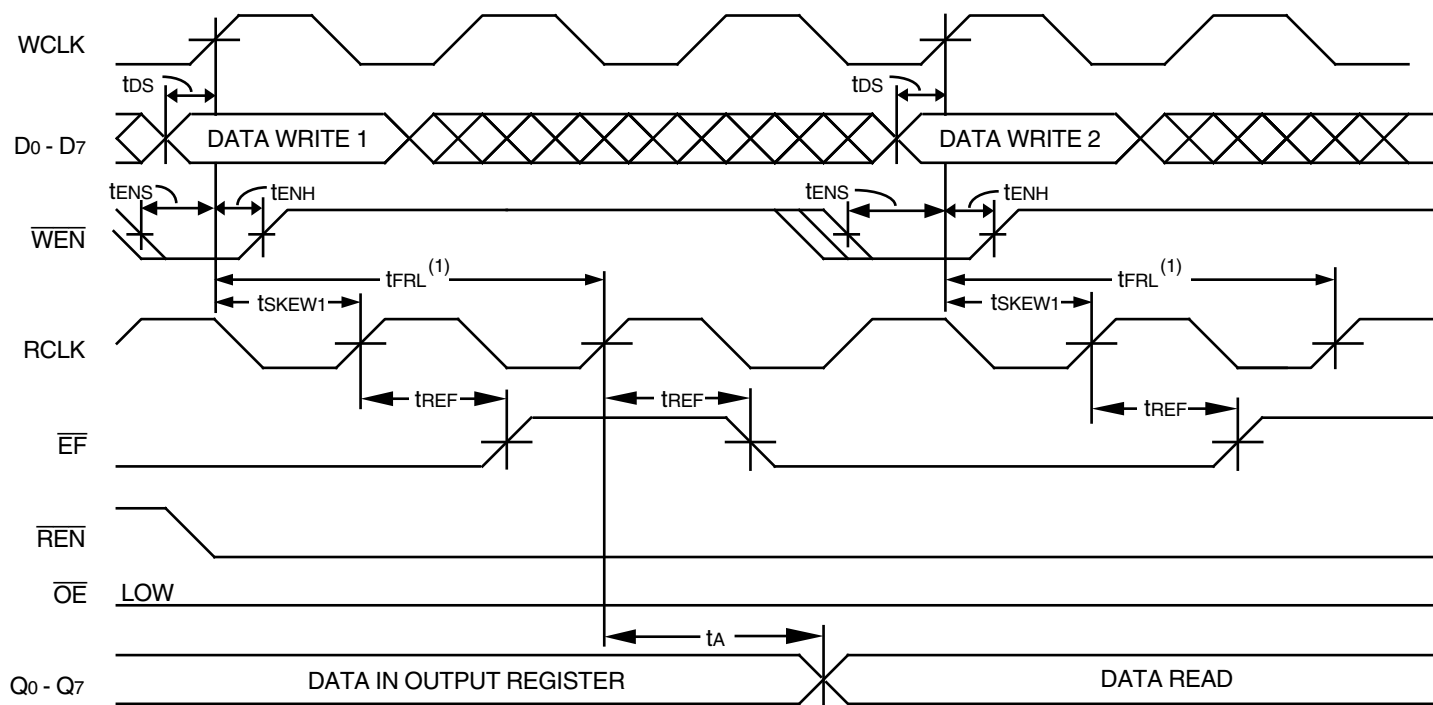 WCLK
tDS
tDS
D0 - D7
DATA WRITE 1
DATA WRITE 2
tENS
tENH
tENS
tENH
WEN
tFRL(1)
tFRL(1)
tSKEW1
tSKEW1
RCLK
tREF
tREF
tREF
EF
REN
OE
LOW
tA
Q0 - Q7
DATA IN OUTPUT REGISTER
DATA READ